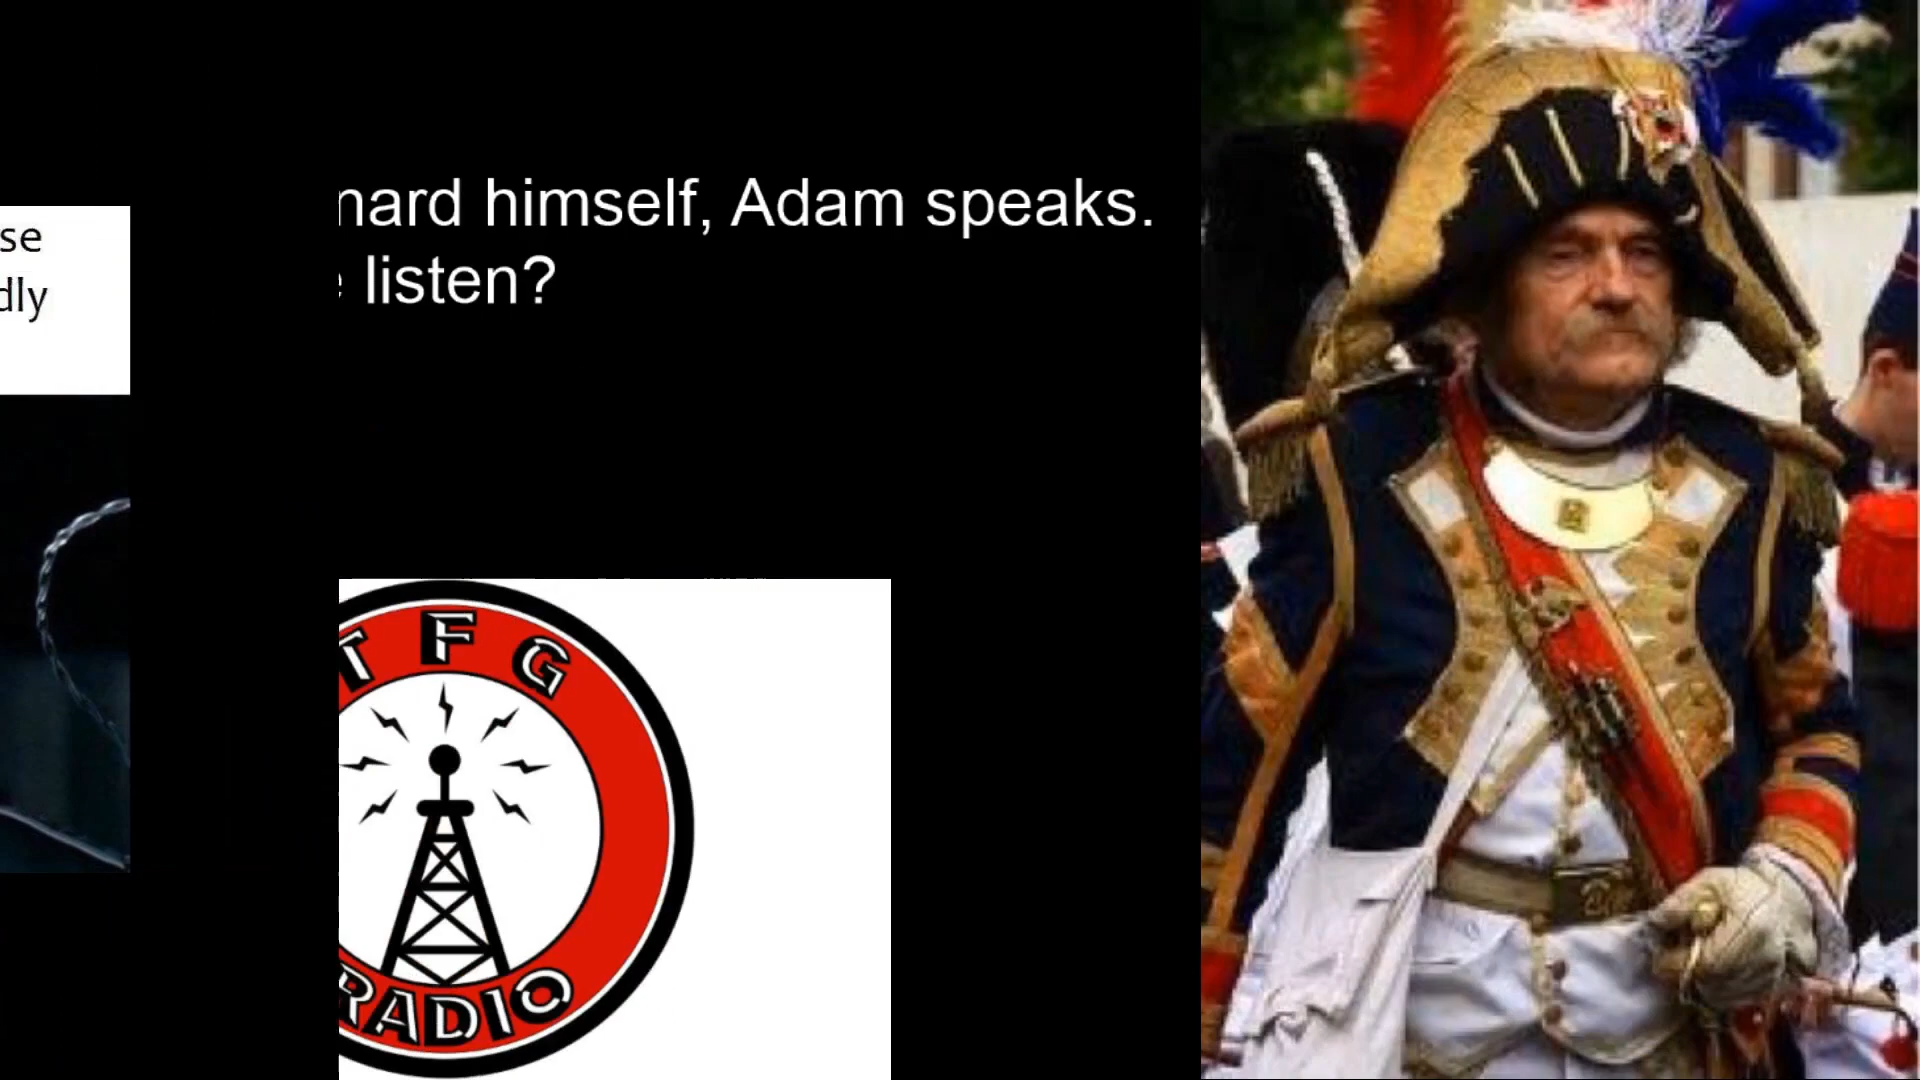 se
dly
nard himself, Adam speaks.
listen?
TFG
RADIO